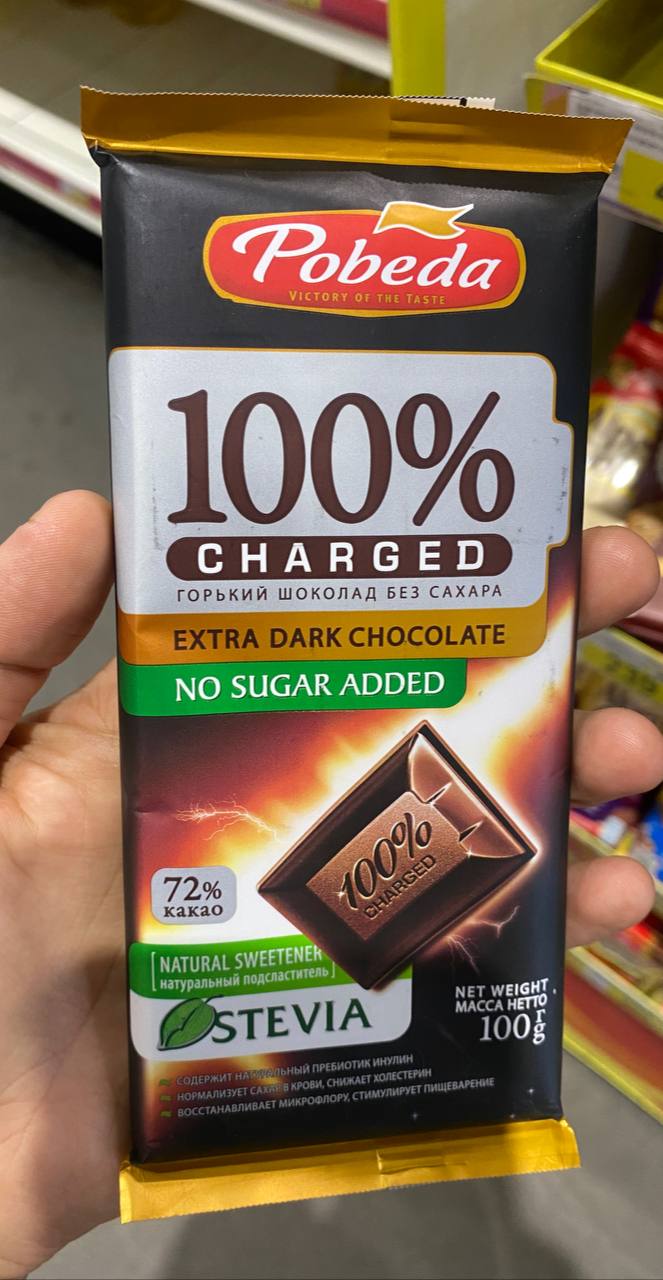 Pobeda
VICTORY OF THE TASTE
100%
CHARGED
ГОРЬКИЙ ШОКОЛАД БЕЗ САХАРА
EXTRA DARK CHOCOLATE
NO SUGAR ADDED
100%
CHARGED
72%
какао
[NATURAL SWEETENER
натуральный подсластитель]
STEVIA
NET WEIGHT
МАССА НЕТТО
100 г
g
СОДЕРЖИТ НАТУРАЛЬНЫЙ ПРЕБИОТИК ИНУЛИН
НОРМАЛИЗУЕТ САХАР В КРОВИ, СНИЖАЕТ ХОЛЕСТЕРИН
ВОССТАНАВЛИВАЕТ МИКРОФЛОРУ, СТИМУЛИРУЕТ ПИЩЕВАРЕНИЕ